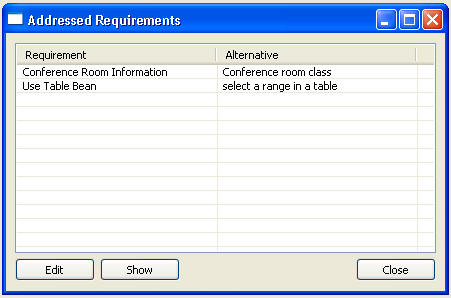 Addressed Requirements
Requirement Alternative
Conference Room Information Conference room class
Use Table Bean select a range in a table
Edit Show Close